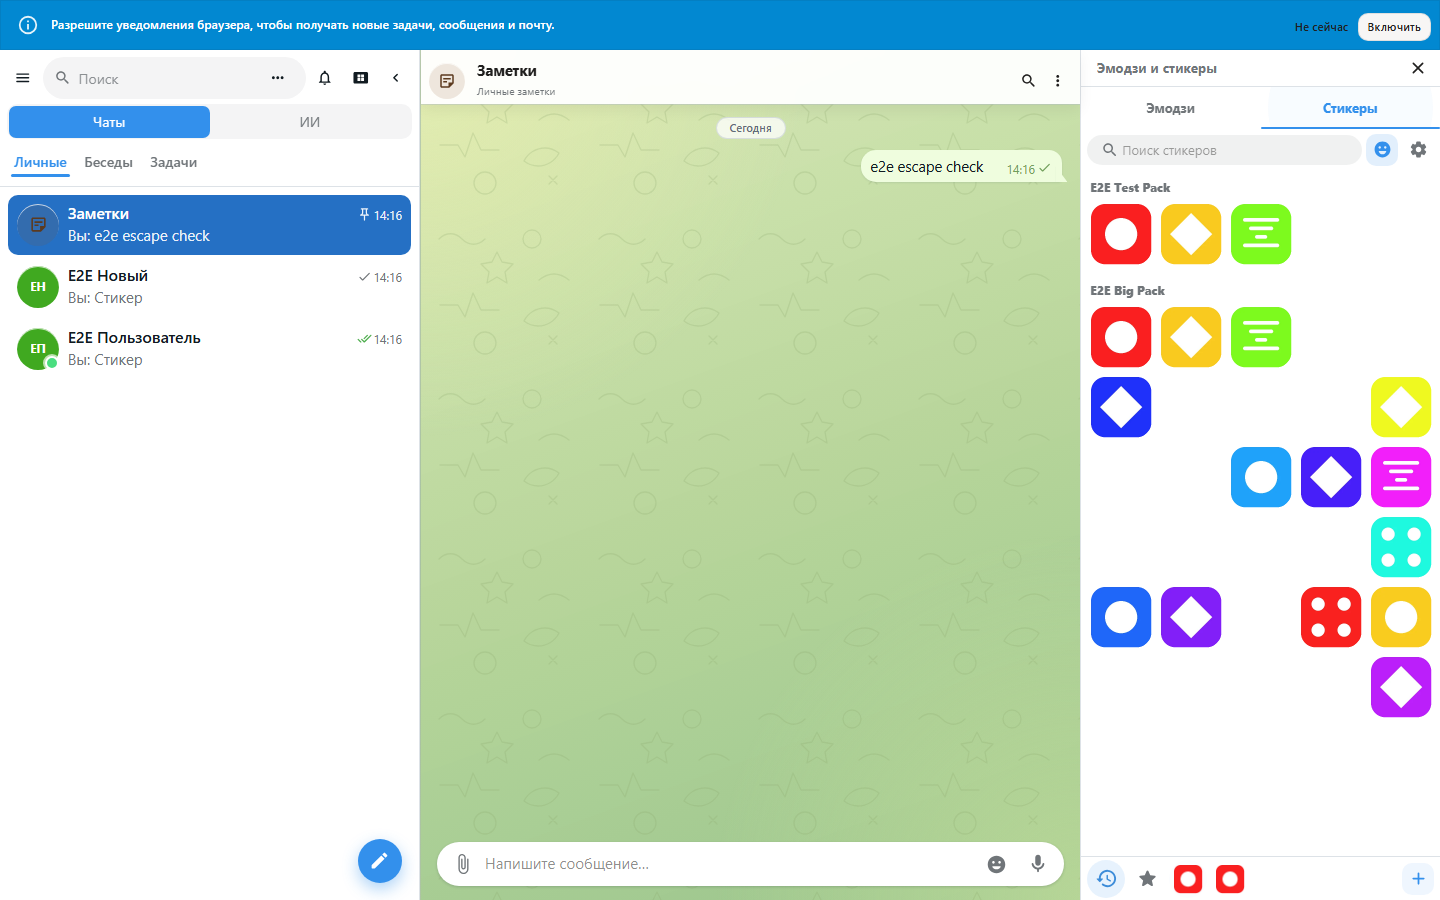 Разрешите уведомления браузера, чтобы получать новые задачи, сообщения и почту.
Не сейчас
Включить
Поиск
Чаты
ИИ
Личные
Беседы
Задачи
Заметки
14:16
Вы: e2e escape check
ЕН
E2E Новый
14:16
Вы: Стикер
ЕП
E2E Пользователь
14:16
Вы: Стикер
Заметки
Личные заметки
Сегодня
e2e escape check
14:16
Напишите сообщение...
Эмодзи и стикеры
Эмодзи
Стикеры
Поиск стикеров
E2E Test Pack
E2E Big Pack